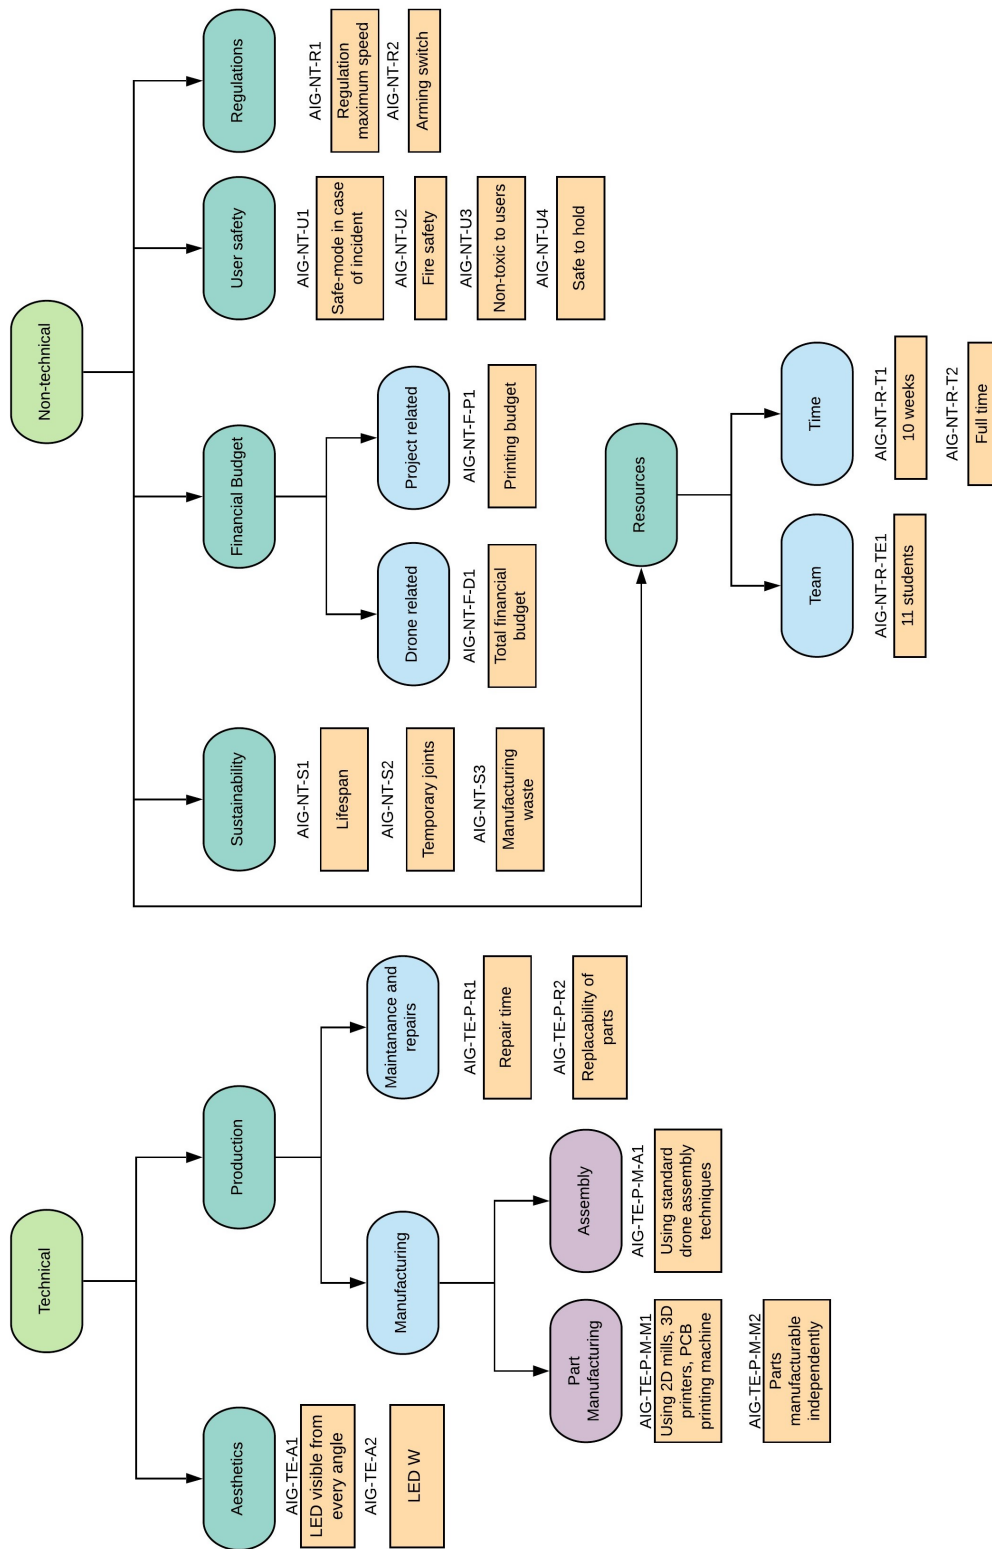 Technical
Aesthetics
AIG-TE-A1
LED visible from
every angle
AIG-TE-A2
LED W
Production
Manufacturing
Part
Manufacturing
AIG-TE-P-M-M1
Using 2D mills, 3D
printers, PCB
printing machine
AIG-TE-P-M-M2
Parts
manufacturable
independently
Assembly
AIG-TE-P-M-A1
Using standard
drone assembly
techniques
Maintanance and
repairs
AIG-TE-P-R1
Repair time
AIG-TE-P-R2
Replacability of
parts
Non-technical
Sustainability
AIG-NT-S1
Lifespan
AIG-NT-S2
Temporary joints
AIG-NT-S3
Manufacturing
waste
Financial Budget
Drone related
AIG-NT-F-D1
Total financial
budget
Project related
AIG-NT-F-P1
Printing budget
User safety
AIG-NT-U1
Safe-mode in case
of incident
AIG-NT-U2
Fire safety
AIG-NT-U3
Non-toxic to users
AIG-NT-U4
Safe to hold
Regulations
AIG-NT-R1
Regulation
maximum speed
AIG-NT-R2
Arming switch
Resources
Team
AIG-NT-R-TE1
11 students
Time
AIG-NT-R-T1
10 weeks
AIG-NT-R-T2
Full time